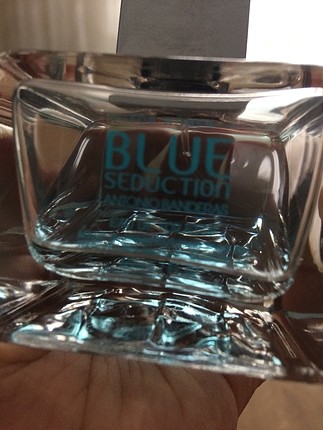 BLUE
SEDUCTION
ANTONIO BANDERAS